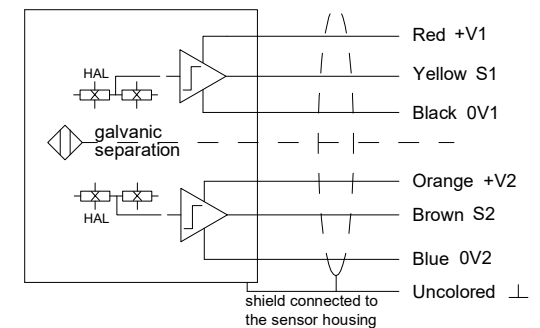 Red +V1
HAL
Yellow S1
Black 0V1
galvanic
separation
Orange +V2
HAL
Brown S2
Blue 0V2
Uncolored ⊥
shield connected to
the sensor housing